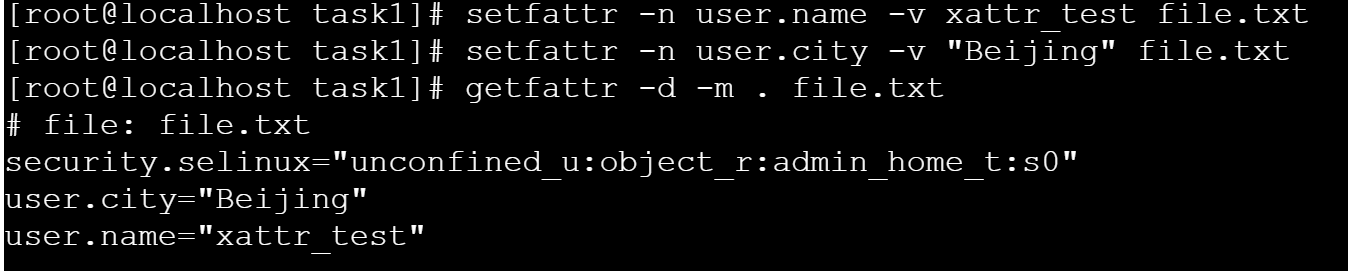 [root@localhost task1]# setfattr -n user.name -v xattr_test file.txt
[root@localhost task1]# setfattr -n user.city -v "Beijing" file.txt
[root@localhost task1]# getfattr -d -m . file.txt
# file: file.txt
security.selinux="unconfined_u:object_r:admin_home_t:s0"
user.city="Beijing"
user.name="xattr_test"